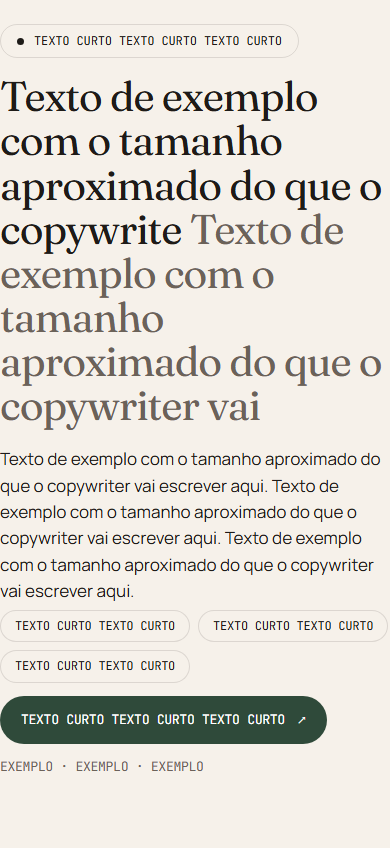 TEXTO CURTO TEXTO CURTO TEXTO CURTO
Texto de exemplo
com o tamanho
aproximado do que o
copywrite Texto de
exemplo com o
tamanho
aproximado do que o
copywriter vai
Texto de exemplo com o tamanho aproximado do
que o copywriter vai escrever aqui. Texto de
exemplo com o tamanho aproximado do que o
copywriter vai escrever aqui. Texto de exemplo
com o tamanho aproximado do que o copywriter
vai escrever aqui.
TEXTO CURTO TEXTO CURTO TEXTO CURTO TEXTO CURTO
TEXTO CURTO TEXTO CURTO
TEXTO CURTO TEXTO CURTO TEXTO CURTO ↗
EXEMPLO · EXEMPLO · EXEMPLO